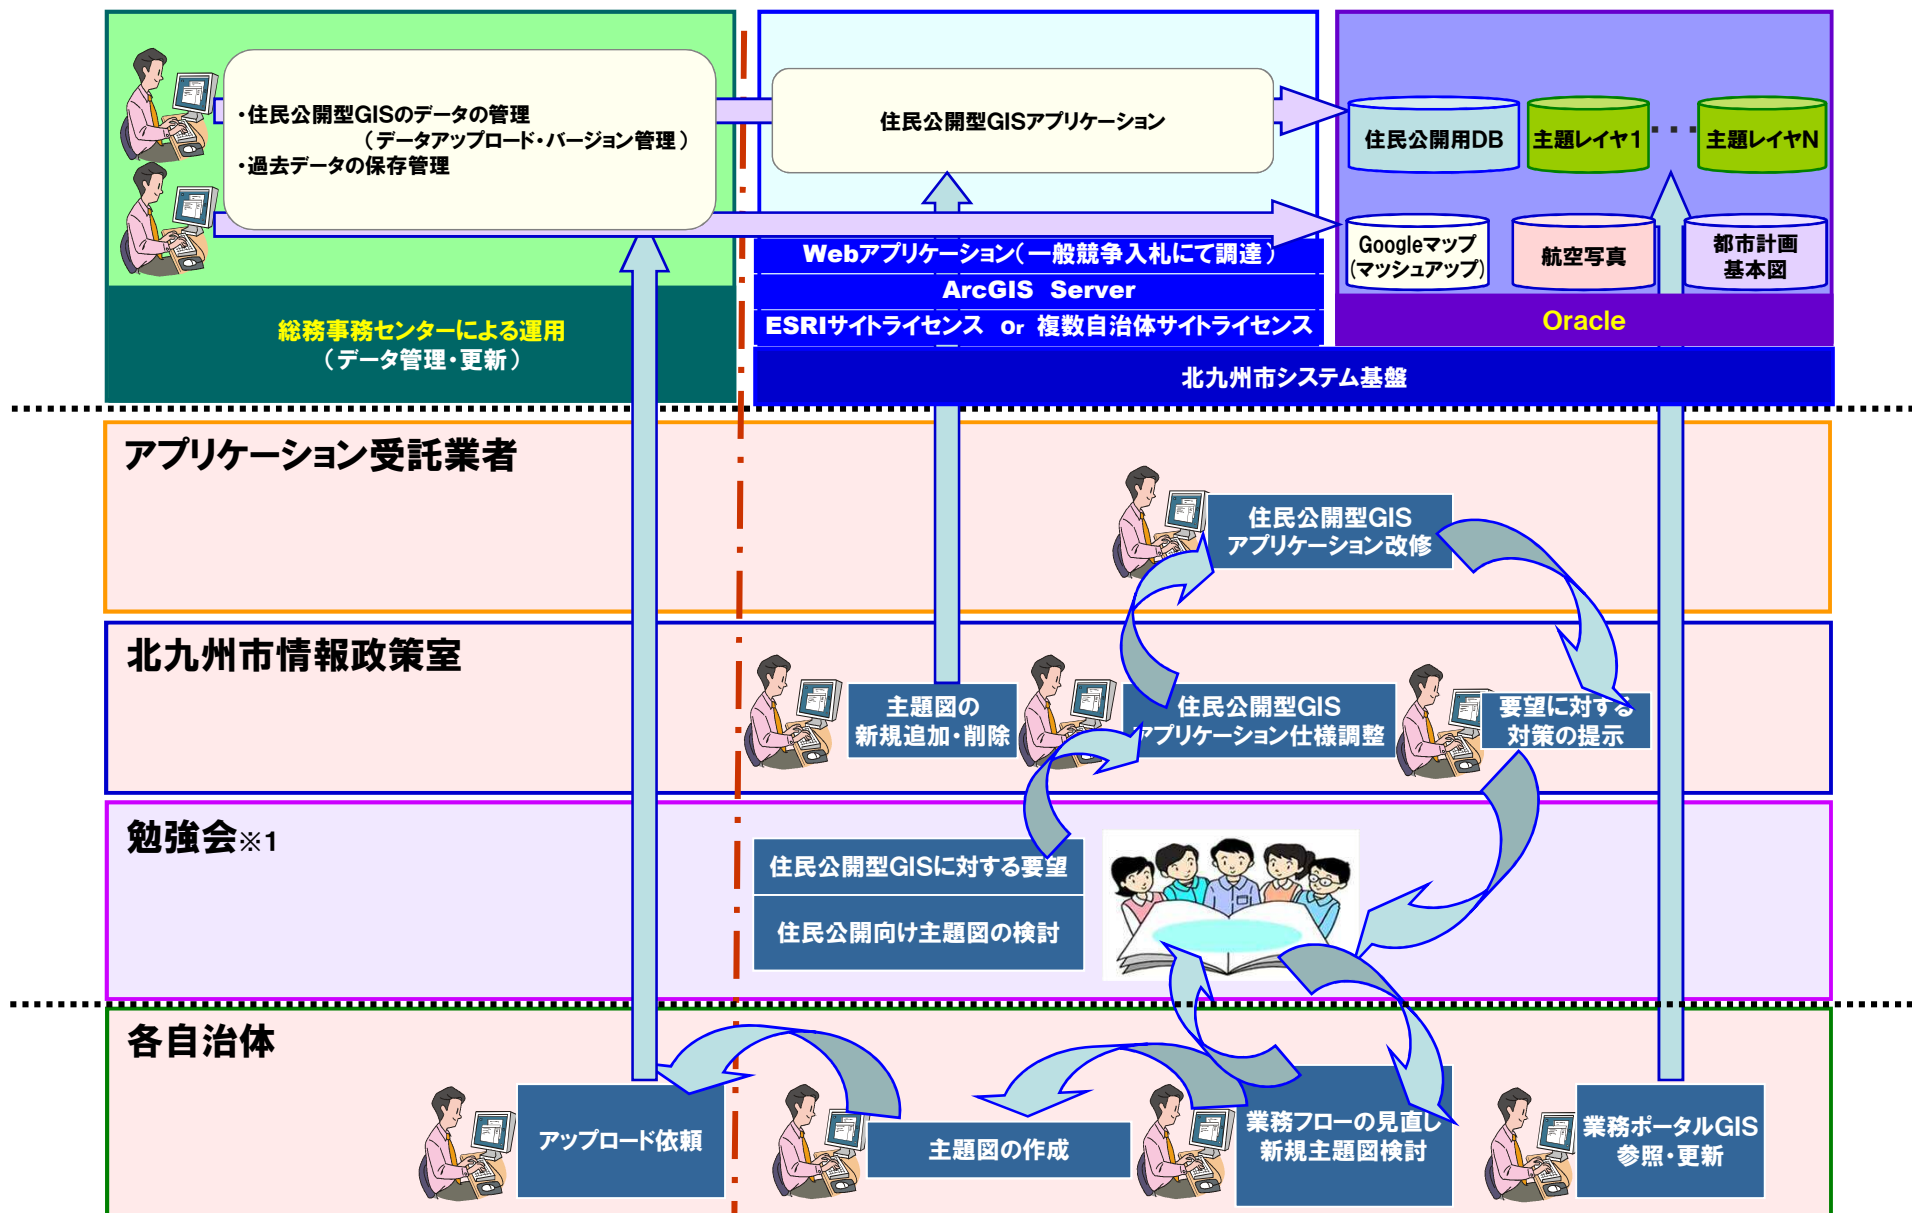 ・住民公開型GISのデータの管理
（データアップロード・バージョン管理）
・過去データの保存管理
住民公開型GISアプリケーション
住民公開用DB
主題レイヤ1
・・・
主題レイヤN
Googleマップ
(マッシュアップ)
航空写真
都市計画
基本図
Webアプリケーション（一般競争入札にて調達）
ArcGIS Server
ESRIサイトライセンス or 複数自治体サイトライセンス
Oracle
総務事務センターによる運用
（データ管理・更新）
北九州市システム基盤
アプリケーション受託業者
住民公開型GIS
アプリケーション改修
北九州市情報政策室
主題図の
新規追加・削除
住民公開型GIS
アプリケーション仕様調整
要望に対する
対策の提示
勉強会※1
住民公開型GISに対する要望
住民公開向け主題図の検討
各自治体
アップロード依頼
主題図の作成
業務フローの見直し
新規主題図検討
業務ポータルGIS
参照・更新